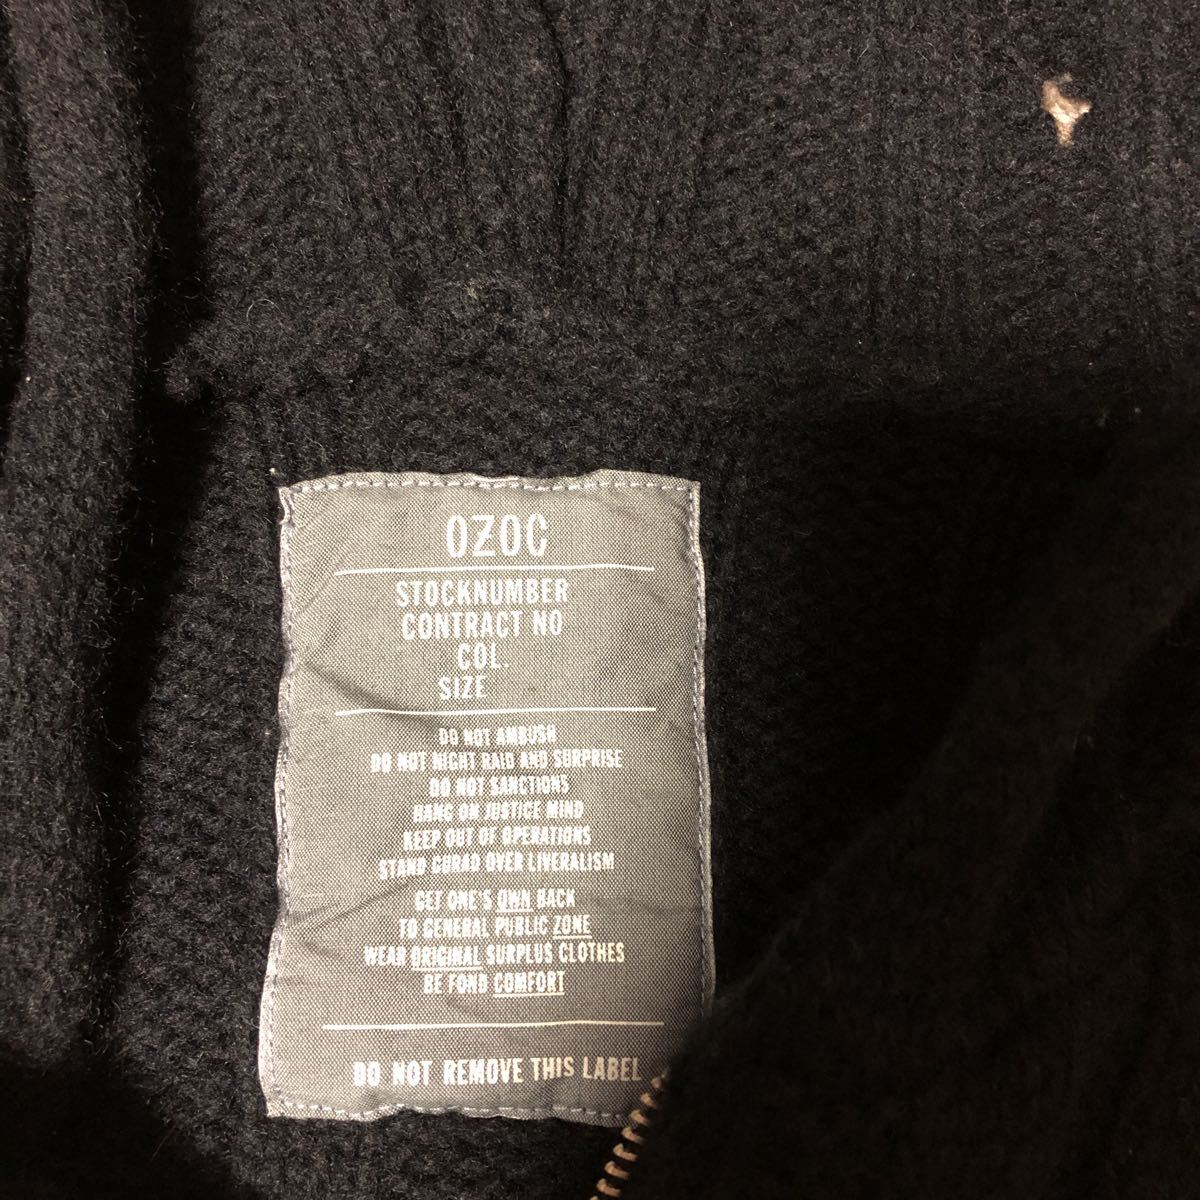 OZOC
STOCKNUMBER
CONTRACT NO
COL.
SIZE
DO NOT AMBUSH
DO NOT NIGHT RAID AND SURPRISE
DO NOT SANCTIONS
HANG ON JUSTICE MIND
KEEP OUT OF OPERATIONS
STAND GURAD OVER LIVERALISM
GET ONE'S OWN BACK
TO GENERAL PUBLIC ZONE
WEAR ORIGINAL SURPLUS CLOTHES
BE FOND COMFORT
DO NOT REMOVE THIS LABEL